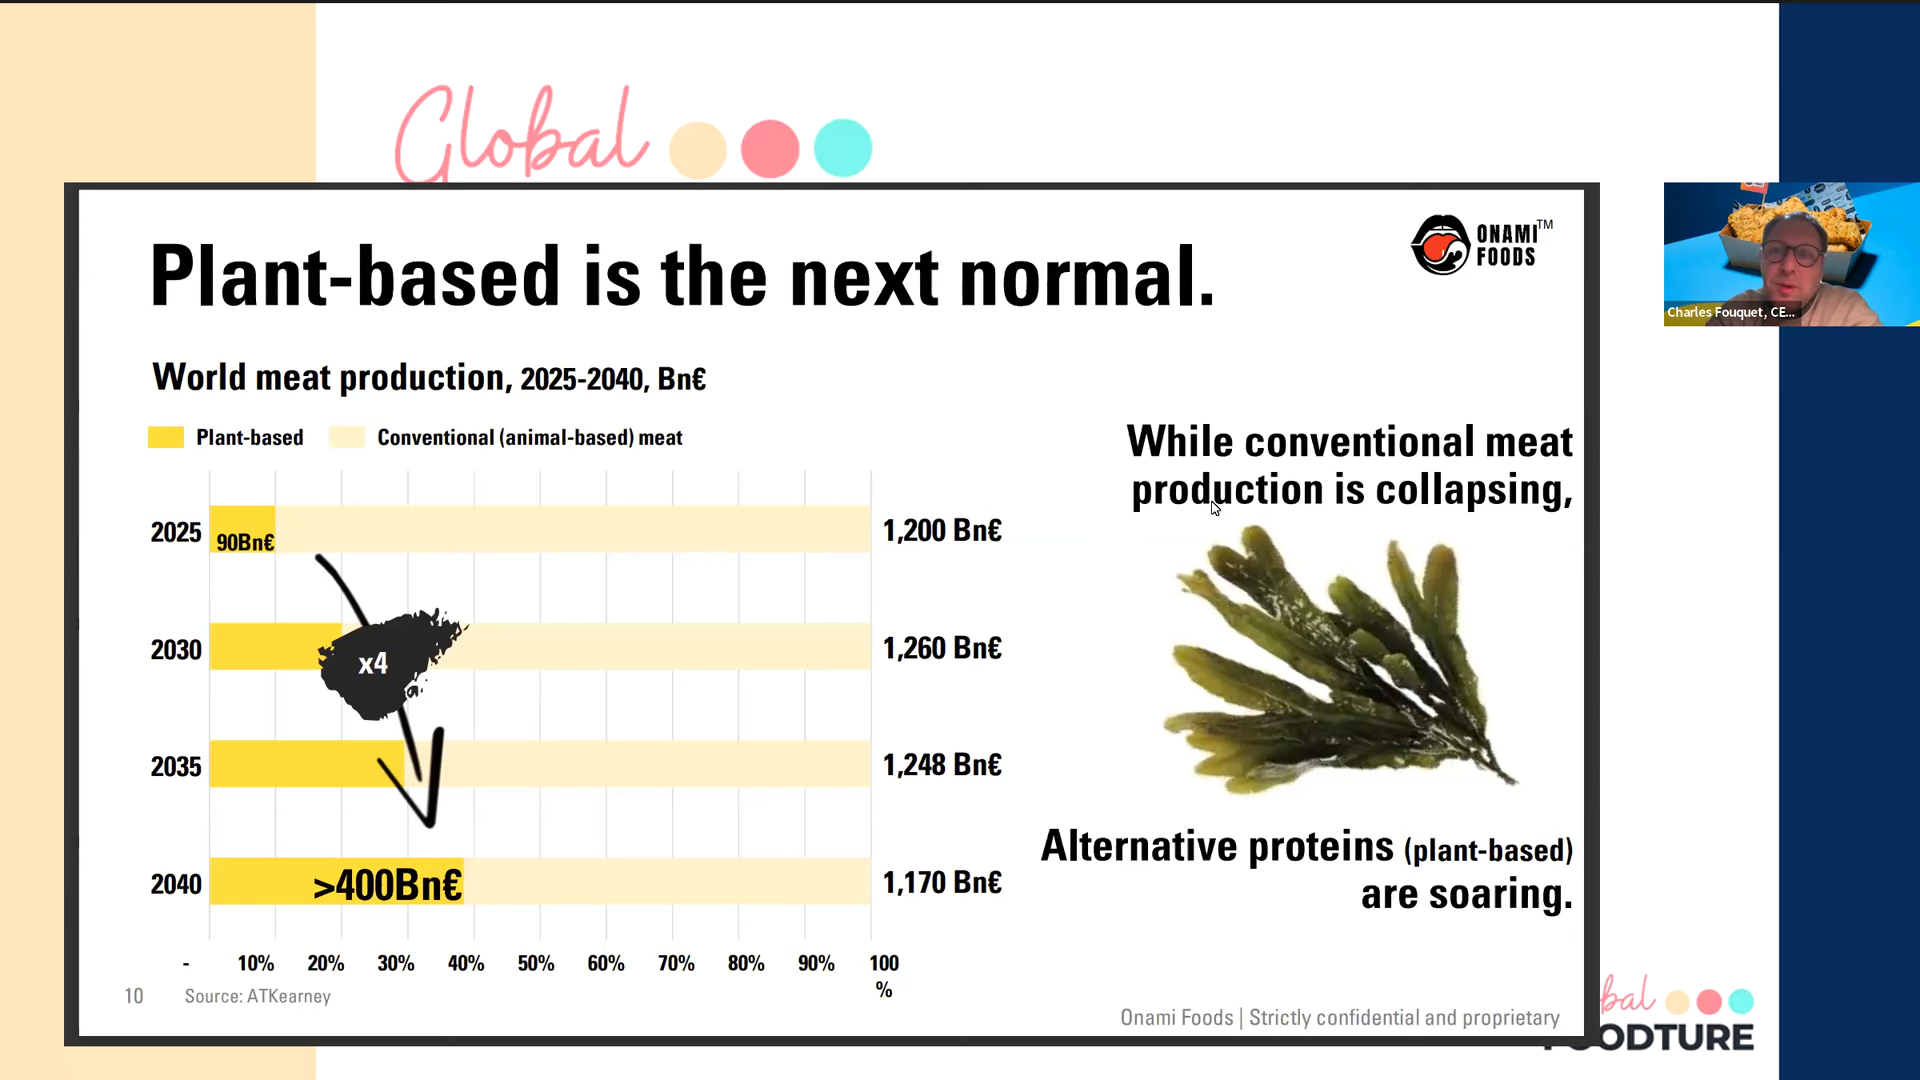 Global
ONAMI™
FOODS
Plant-based is the next normal.
Charles Fouquet, CE...
World meat production, 2025-2040, Bn€
Plant-based
Conventional (animal-based) meat
While conventional meat
production is collapsing,
2025
90Bn€
1,200 Bn€
2030
x4
1,260 Bn€
2035
1,248 Bn€
2040
>400Bn€
1,170 Bn€
Alternative proteins (plant-based)
are soaring.
-
10%
20%
30%
40%
50%
60%
70%
80%
90%
100
%
10
Source: ATKearney
Onami Foods | Strictly confidential and proprietary
bal
OODTURE